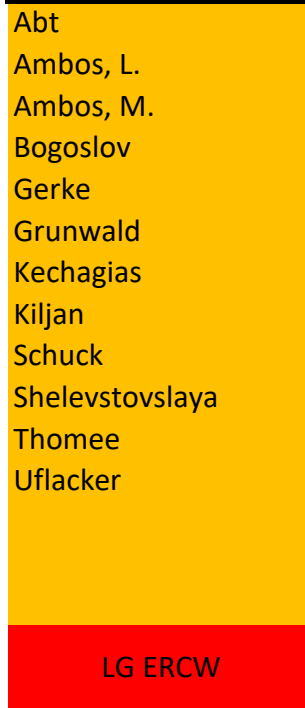 Abt
Ambos, L.
Ambos, M.
Bogoslov
Gerke
Grunwald
Kechagias
Kiljan
Schuck
Shelevstovslaya
Thomee
Uflacker
LG ERCW